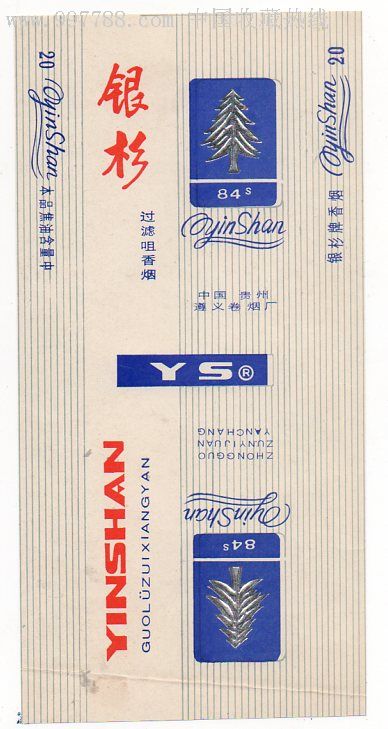 www.997788.com 中国收藏热线
20 YinShan 本品焦油含量中
银杉
过滤咀香烟
84s
YinShan
中国 贵州
遵义卷烟厂
YinShan 20
银杉牌香烟
YS®
ZHONGGUO
ZUNYIJUAN
YANCHANG
YINSHAN
GUOLÜZUIXIANGYAN
YinShan
84s